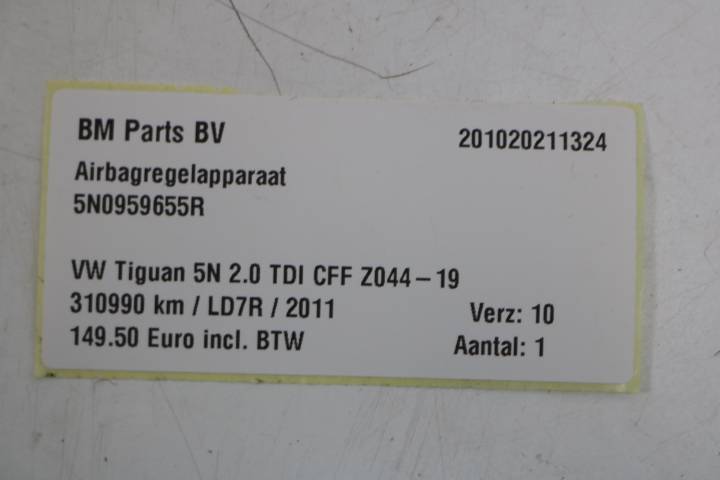 BM Parts BV 201020211324
Airbagregelapparaat
5N0959655R
VW Tiguan 5N 2.0 TDI CFF Z044-19
310990 km / LD7R / 2011 Verz: 10
149.50 Euro incl. BTW Aantal: 1